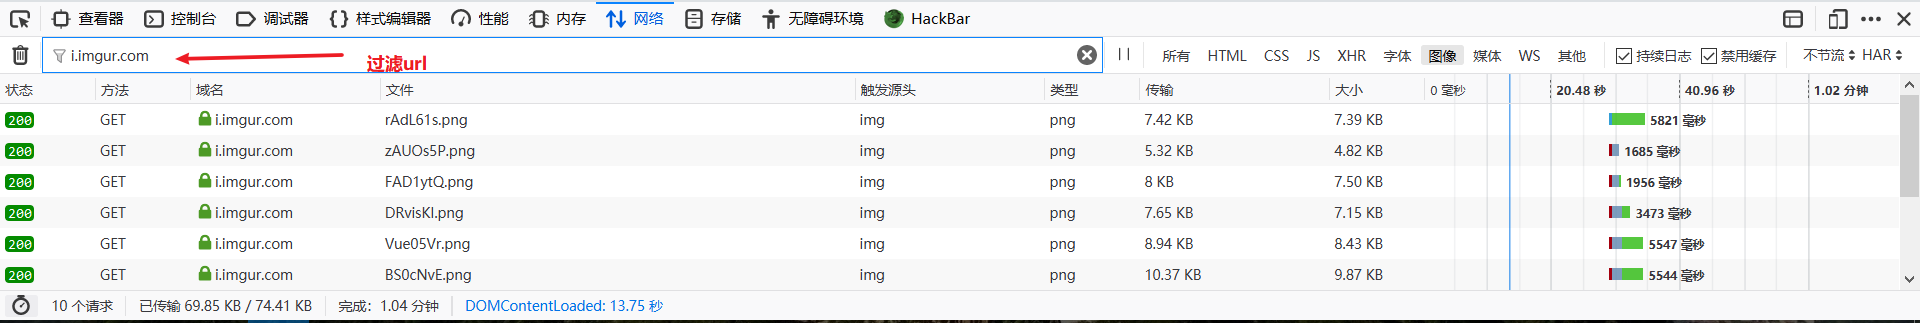 查看器 控制台 调试器 样式编辑器 性能 内存 网络 存储 无障碍环境 HackBar
i.imgur.com 过滤url 所有 HTML CSS JS XHR 字体 图像 媒体 WS 其他 持续日志 禁用缓存 不节流 HAR
状态 方法 域名 文件 触发源头 类型 传输 大小 0 毫秒 20.48 秒 40.96 秒 1.02 分钟
200 GET i.imgur.com rAdL61s.png img png 7.42 KB 7.39 KB 5821 毫秒
200 GET i.imgur.com zAUOs5P.png img png 5.32 KB 4.82 KB 1685 毫秒
200 GET i.imgur.com FAD1ytQ.png img png 8 KB 7.50 KB 1956 毫秒
200 GET i.imgur.com DRvisKl.png img png 7.65 KB 7.15 KB 3473 毫秒
200 GET i.imgur.com Vue05Vr.png img png 8.94 KB 8.43 KB 5547 毫秒
200 GET i.imgur.com BS0cNvE.png img png 10.37 KB 9.87 KB 5544 毫秒
10 个请求 已传输 69.85 KB / 74.41 KB 完成：1.04 分钟 DOMContentLoaded: 13.75 秒